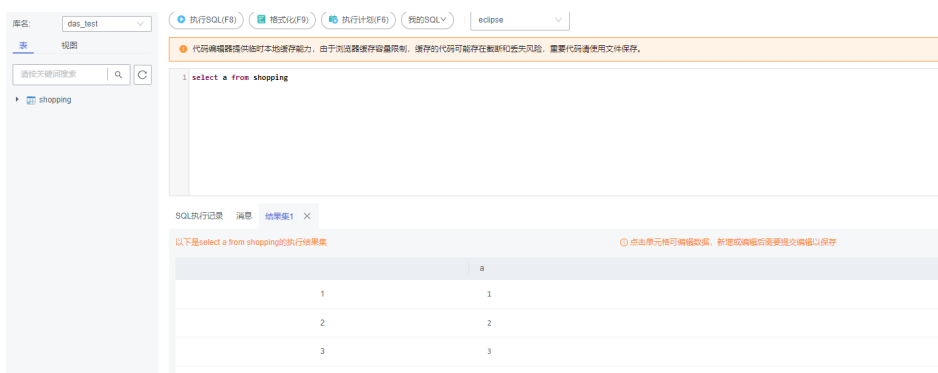 库名: das_test
执行SQL(F8) 格式化(F9) 执行计划(F6) 我的SQL eclipse
表 视图
代码编辑器提供临时本地缓存能力，由于浏览器缓存容量限制，缓存的代码可能存在截断和丢失风险，重要代码请使用文件保存。
请按关键词搜索
1 select a from shopping
shopping
SQL执行记录 消息 结果集1
以下是select a from shopping的执行结果集
点击单元格可编辑数据，新增或编辑后需要提交编辑以保存
a
1 1
2 2
3 3